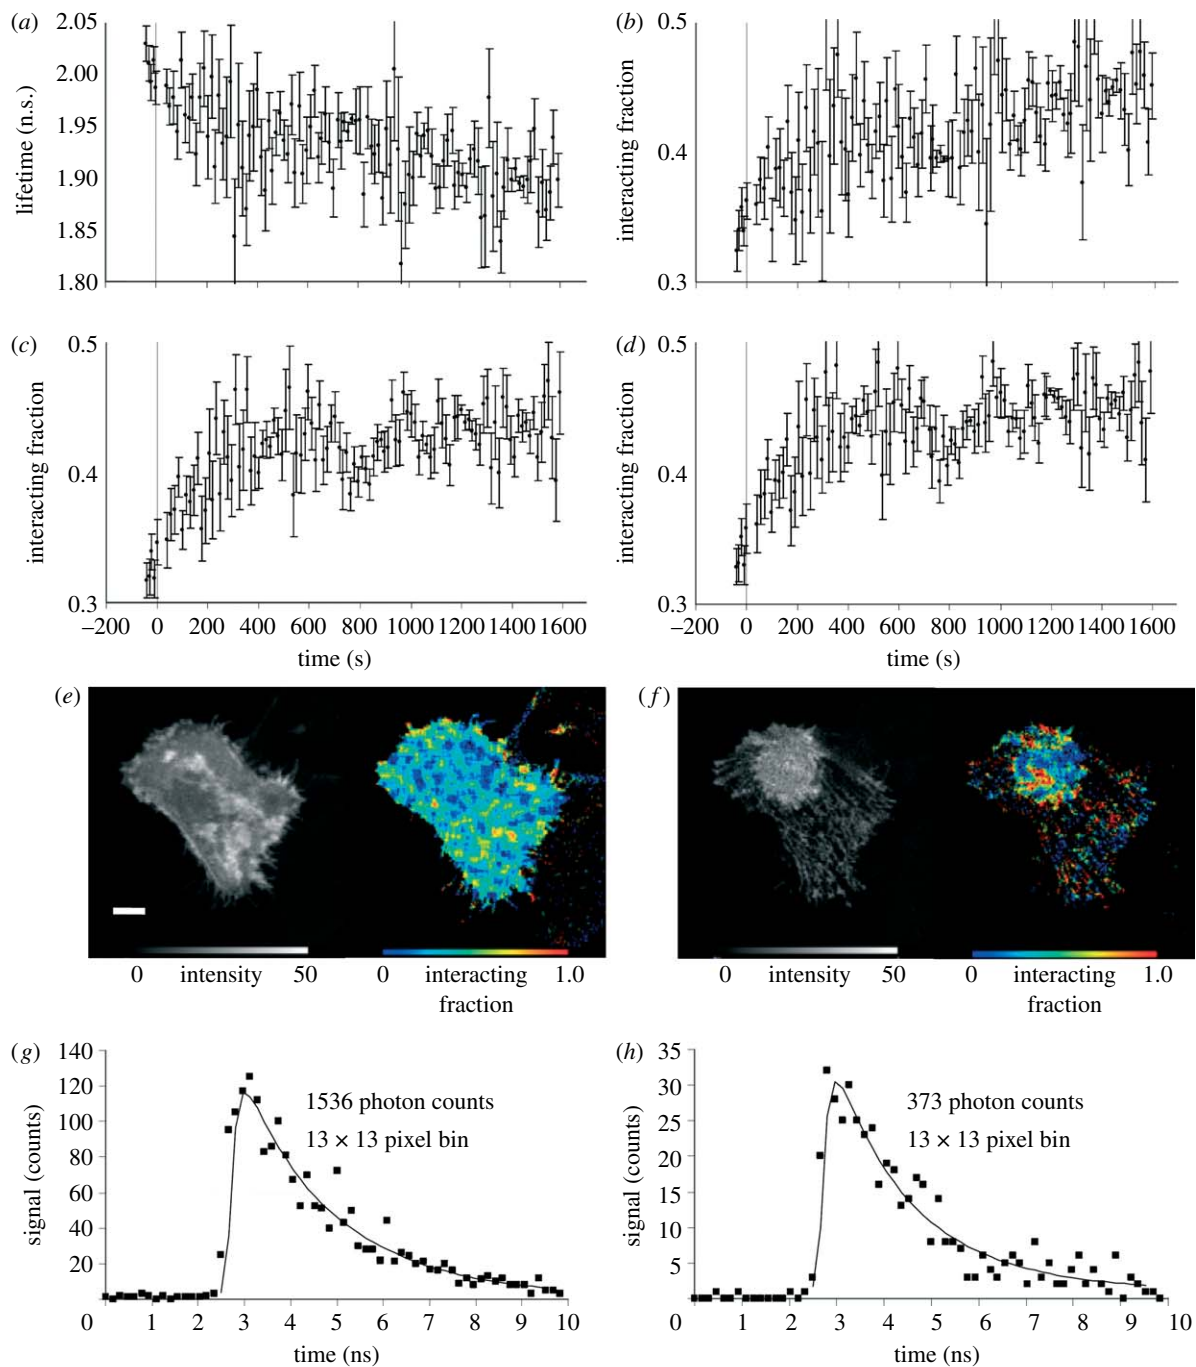 (a)
2.05
2.00
1.95
1.90
1.85
1.80
lifetime (n.s.)
(b)
0.5
0.4
0.3
interacting fraction
(c)
0.5
0.4
0.3
interacting fraction
–200 0 200 400 600 800 1000 1200 1400 1600
time (s)
(d)
0.5
0.4
0.3
interacting fraction
–200 0 200 400 600 800 1000 1200 1400 1600
time (s)
(e)
0 intensity 50
0 interacting fraction 1.0
(f)
0 intensity 50
0 interacting fraction 1.0
(g)
140
120
100
80
60
40
20
0
signal (counts)
1536 photon counts
13 × 13 pixel bin
1 2 3 4 5 6 7 8 9 10
time (ns)
(h)
35
30
25
20
15
10
5
0
signal (counts)
373 photon counts
13 × 13 pixel bin
1 2 3 4 5 6 7 8 9 10
time (ns)